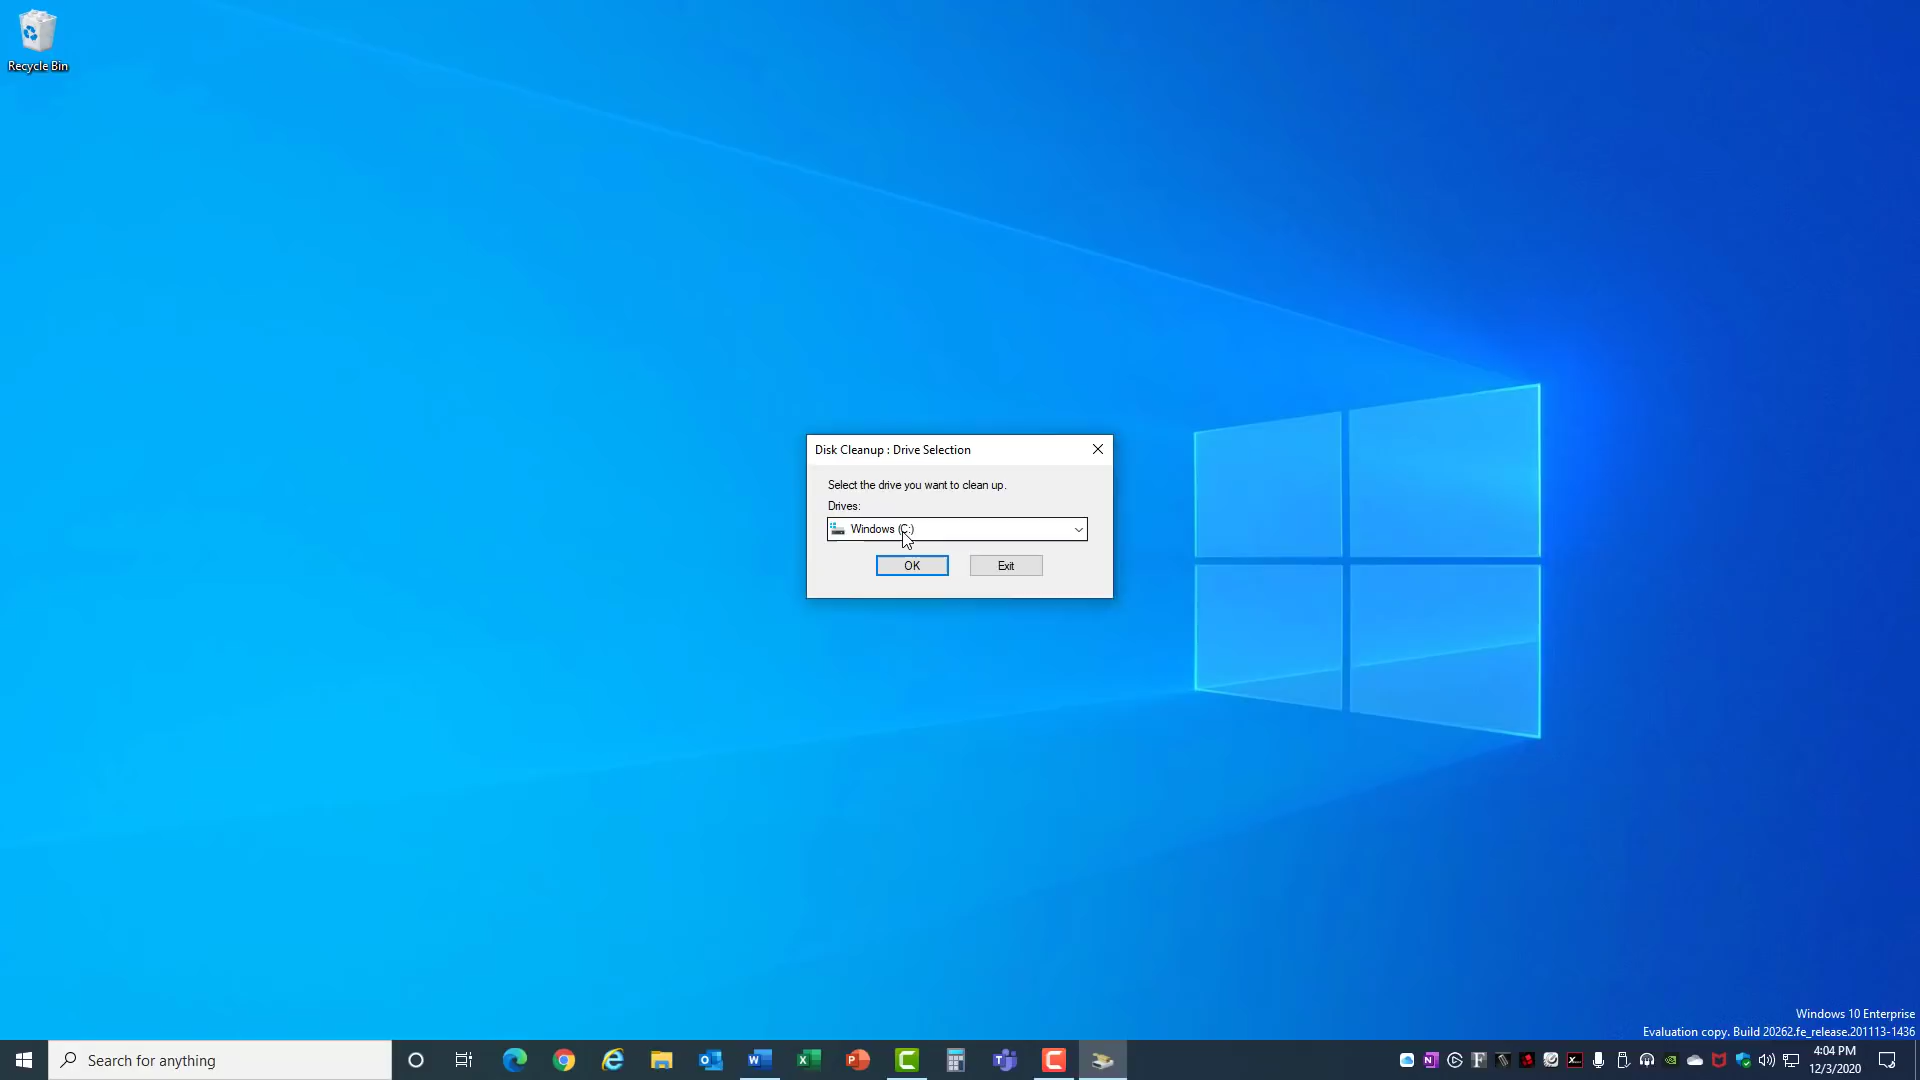 Recycle Bin
Disk Cleanup : Drive Selection
Select the drive you want to clean up.
Drives:
Windows (C:)
OK
Exit
Windows 10 Enterprise
Evaluation copy. Build 20262.fe_release.201113-1436
Search for anything
4:04 PM
12/3/2020